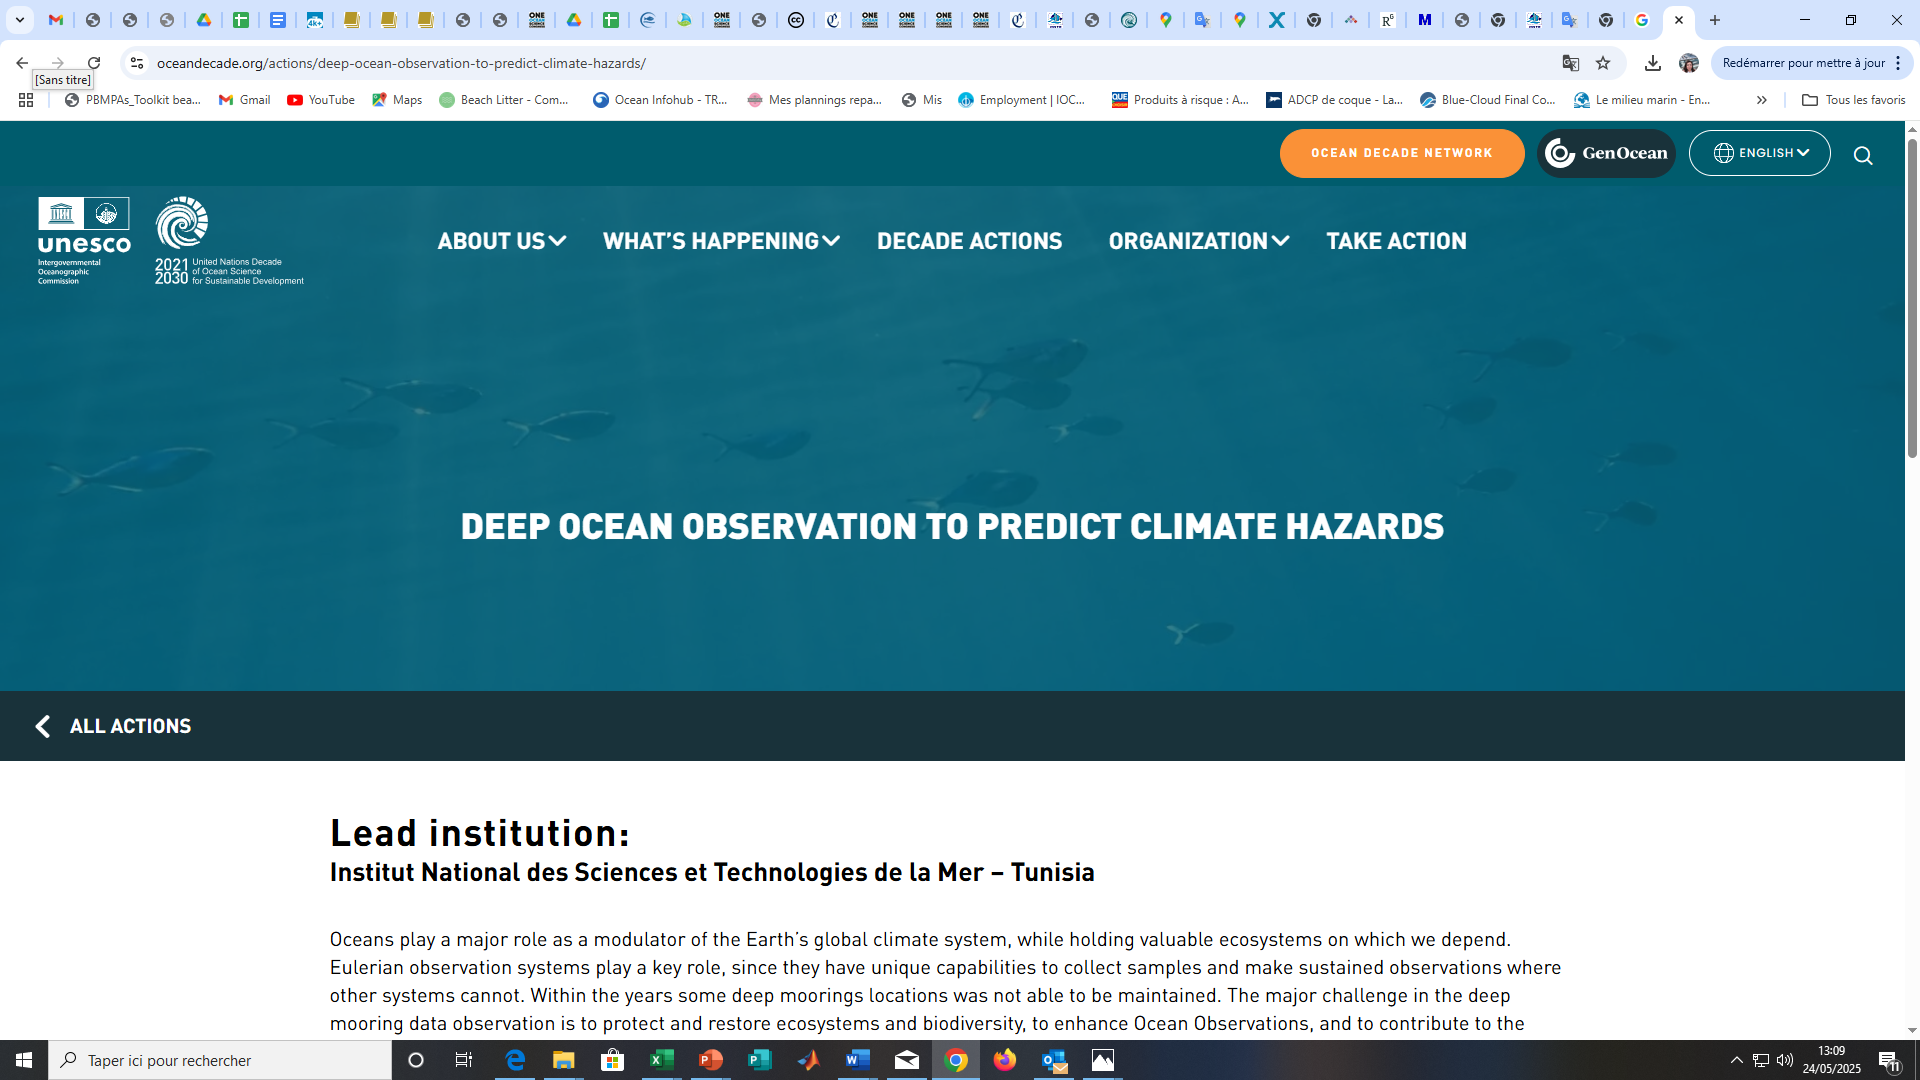 oceandecade.org/actions/deep-ocean-observation-to-predict-climate-hazards/
Redémarrer pour mettre à jour
[Sans titre]
PBMPAs_Toolkit bea...
Gmail
YouTube
Maps
Beach Litter - Com...
Ocean Infohub - TR...
Mes plannings repa...
Mis
Employment | IOC...
Produits à risque : A...
ADCP de coque - La...
Blue-Cloud Final Co...
Le milieu marin - En...
Tous les favoris
OCEAN DECADE NETWORK
GenOcean
ENGLISH
unesco
Intergovernmental
Oceanographic
Commission
2021
2030
United Nations Decade
of Ocean Science
for Sustainable Development
ABOUT US
WHAT'S HAPPENING
DECADE ACTIONS
ORGANIZATION
TAKE ACTION
DEEP OCEAN OBSERVATION TO PREDICT CLIMATE HAZARDS
ALL ACTIONS
Lead institution:
Institut National des Sciences et Technologies de la Mer – Tunisia
Oceans play a major role as a modulator of the Earth's global climate system, while holding valuable ecosystems on which we depend.
Eulerian observation systems play a key role, since they have unique capabilities to collect samples and make sustained observations where
other systems cannot. Within the years some deep moorings locations was not able to be maintained. The major challenge in the deep
mooring data observation is to protect and restore ecosystems and biodiversity, to enhance Ocean Observations, and to contribute to the
Taper ici pour rechercher
13:09
24/05/2025
11